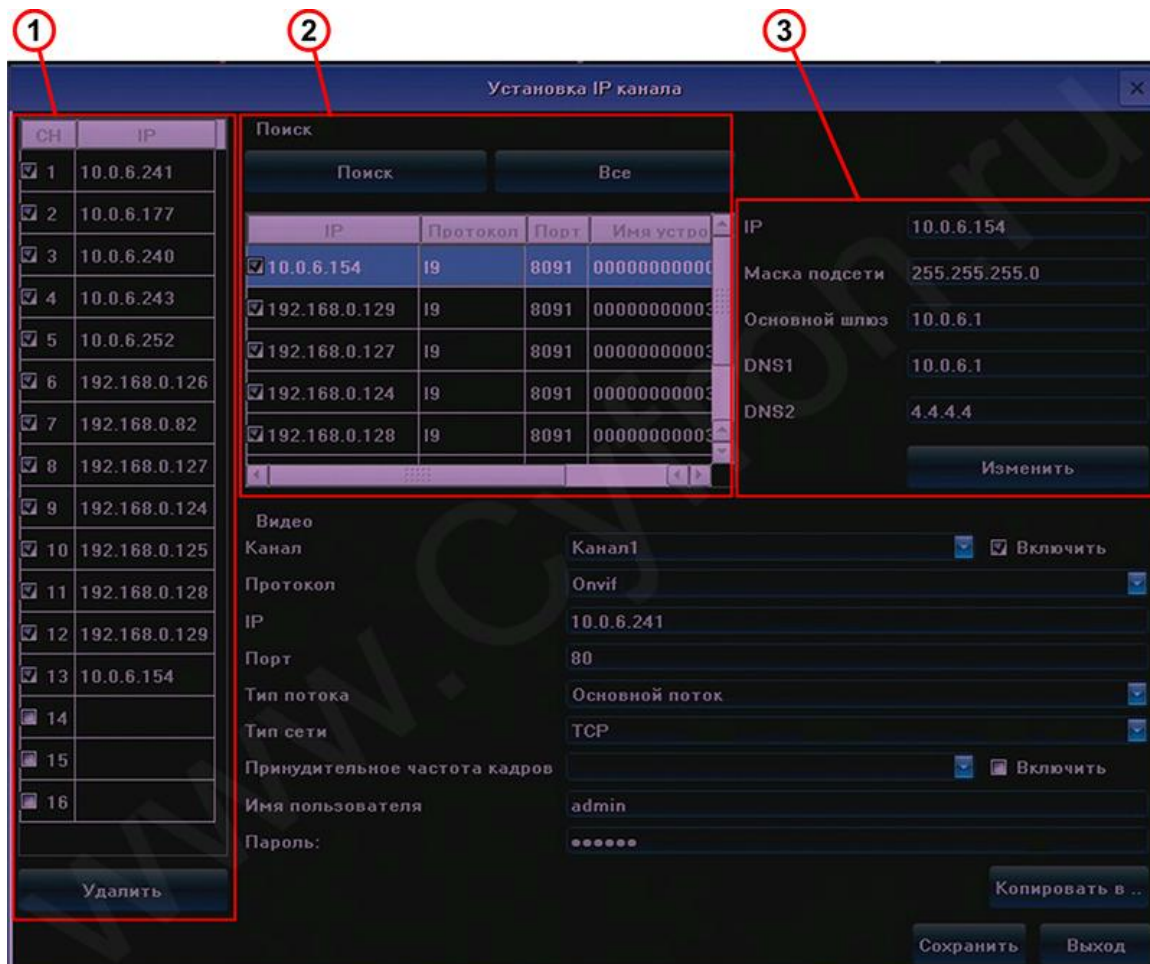 1 2 3
Установка IP канала
CH IP
1 10.0.6.241
2 10.0.6.177
3 10.0.6.240
4 10.0.6.243
5 10.0.6.252
6 192.168.0.126
7 192.168.0.82
8 192.168.0.127
9 192.168.0.124
10 192.168.0.125
11 192.168.0.128
12 192.168.0.129
13 10.0.6.154
14
15
16
Удалить
Поиск
Поиск Все
IP Протокол Порт Имя устро
10.0.6.154 I9 8091 00000000000
192.168.0.129 I9 8091 00000000003
192.168.0.127 I9 8091 00000000003
192.168.0.124 I9 8091 00000000003
192.168.0.128 I9 8091 00000000003
IP 10.0.6.154
Маска подсети 255.255.255.0
Основной шлюз 10.0.6.1
DNS1 10.0.6.1
DNS2 4.4.4.4
Изменить
Видео
Канал Канал1 Включить
Протокол Onvif
IP 10.0.6.241
Порт 80
Тип потока Основной поток
Тип сети TCP
Принудительное частота кадров Включить
Имя пользователя admin
Пароль: ••••••
Копировать в ..
Сохранить Выход
www.Cyfron.ru